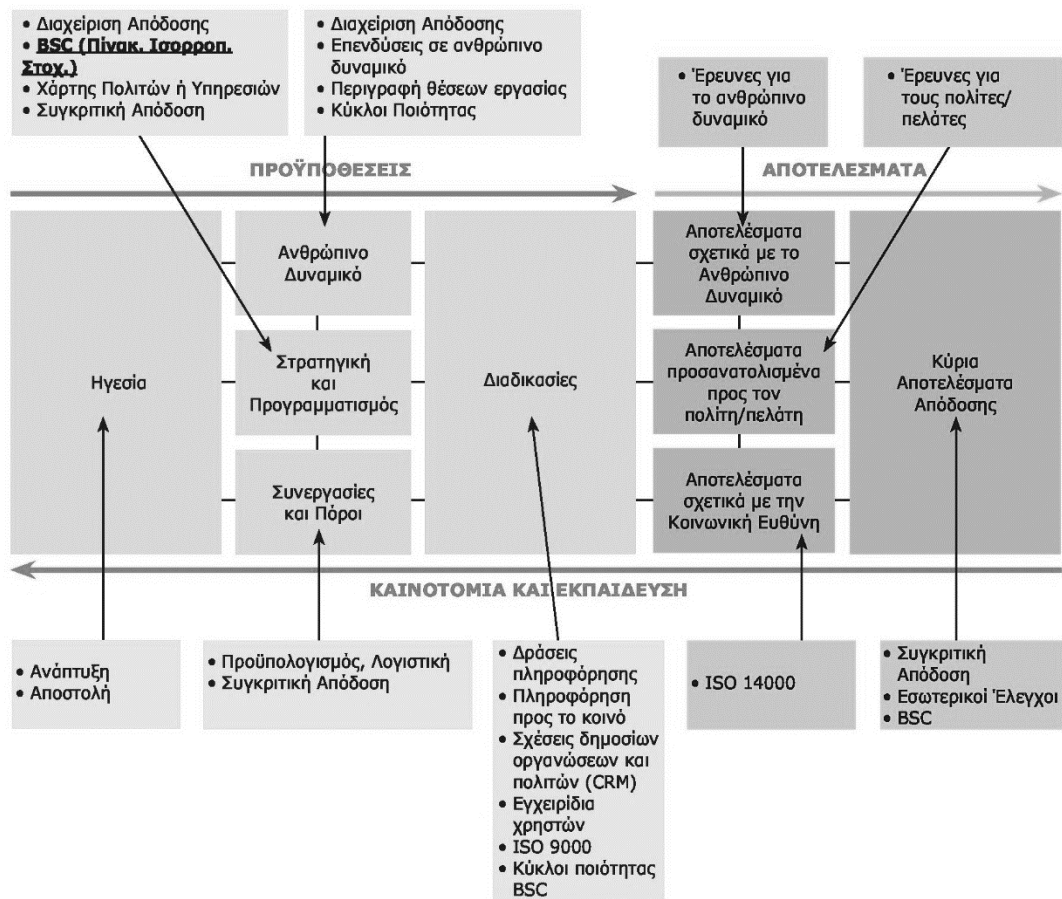 • Διαχείριση Απόδοσης
• BSC (Πίνακ. Ισορροπ.
Στοχ.)
• Χάρτης Πολιτών ή Υπηρεσιών
• Συγκριτική Απόδοση
• Διαχείριση Απόδοσης
• Επενδύσεις σε ανθρώπινο
δυναμικό
• Περιγραφή θέσεων εργασίας
• Κύκλοι Ποιότητας
• Έρευνες για
το ανθρώπινο
δυναμικό
• Έρευνες για
τους πολίτες/
πελάτες
ΠΡΟΫΠΟΘΕΣΕΙΣ
ΑΠΟΤΕΛΕΣΜΑΤΑ
Ηγεσία
Ανθρώπινο
Δυναμικό
Στρατηγική
και
Προγραμματισμός
Συνεργασίες
και Πόροι
Διαδικασίες
Αποτελέσματα
σχετικά με το
Ανθρώπινο
Δυναμικό
Αποτελέσματα
προσανατολισμένα
προς τον
πολίτη/πελάτη
Αποτελέσματα
σχετικά με την
Κοινωνική Ευθύνη
Κύρια
Αποτελέσματα
Απόδοσης
ΚΑΙΝΟΤΟΜΙΑ ΚΑΙ ΕΚΠΑΙΔΕΥΣΗ
• Ανάπτυξη
• Αποστολή
• Προϋπολογισμός, Λογιστική
• Συγκριτική Απόδοση
• Δράσεις
πληροφόρησης
• Πληροφόρηση
προς το κοινό
• Σχέσεις δημοσίων
οργανώσεων και
πολιτών (CRM)
• Εγχειρίδια
χρηστών
• ISO 9000
• Κύκλοι ποιότητας
BSC
• ISO 14000
• Συγκριτική
Απόδοση
• Εσωτερικοί Έλεγχοι
• BSC